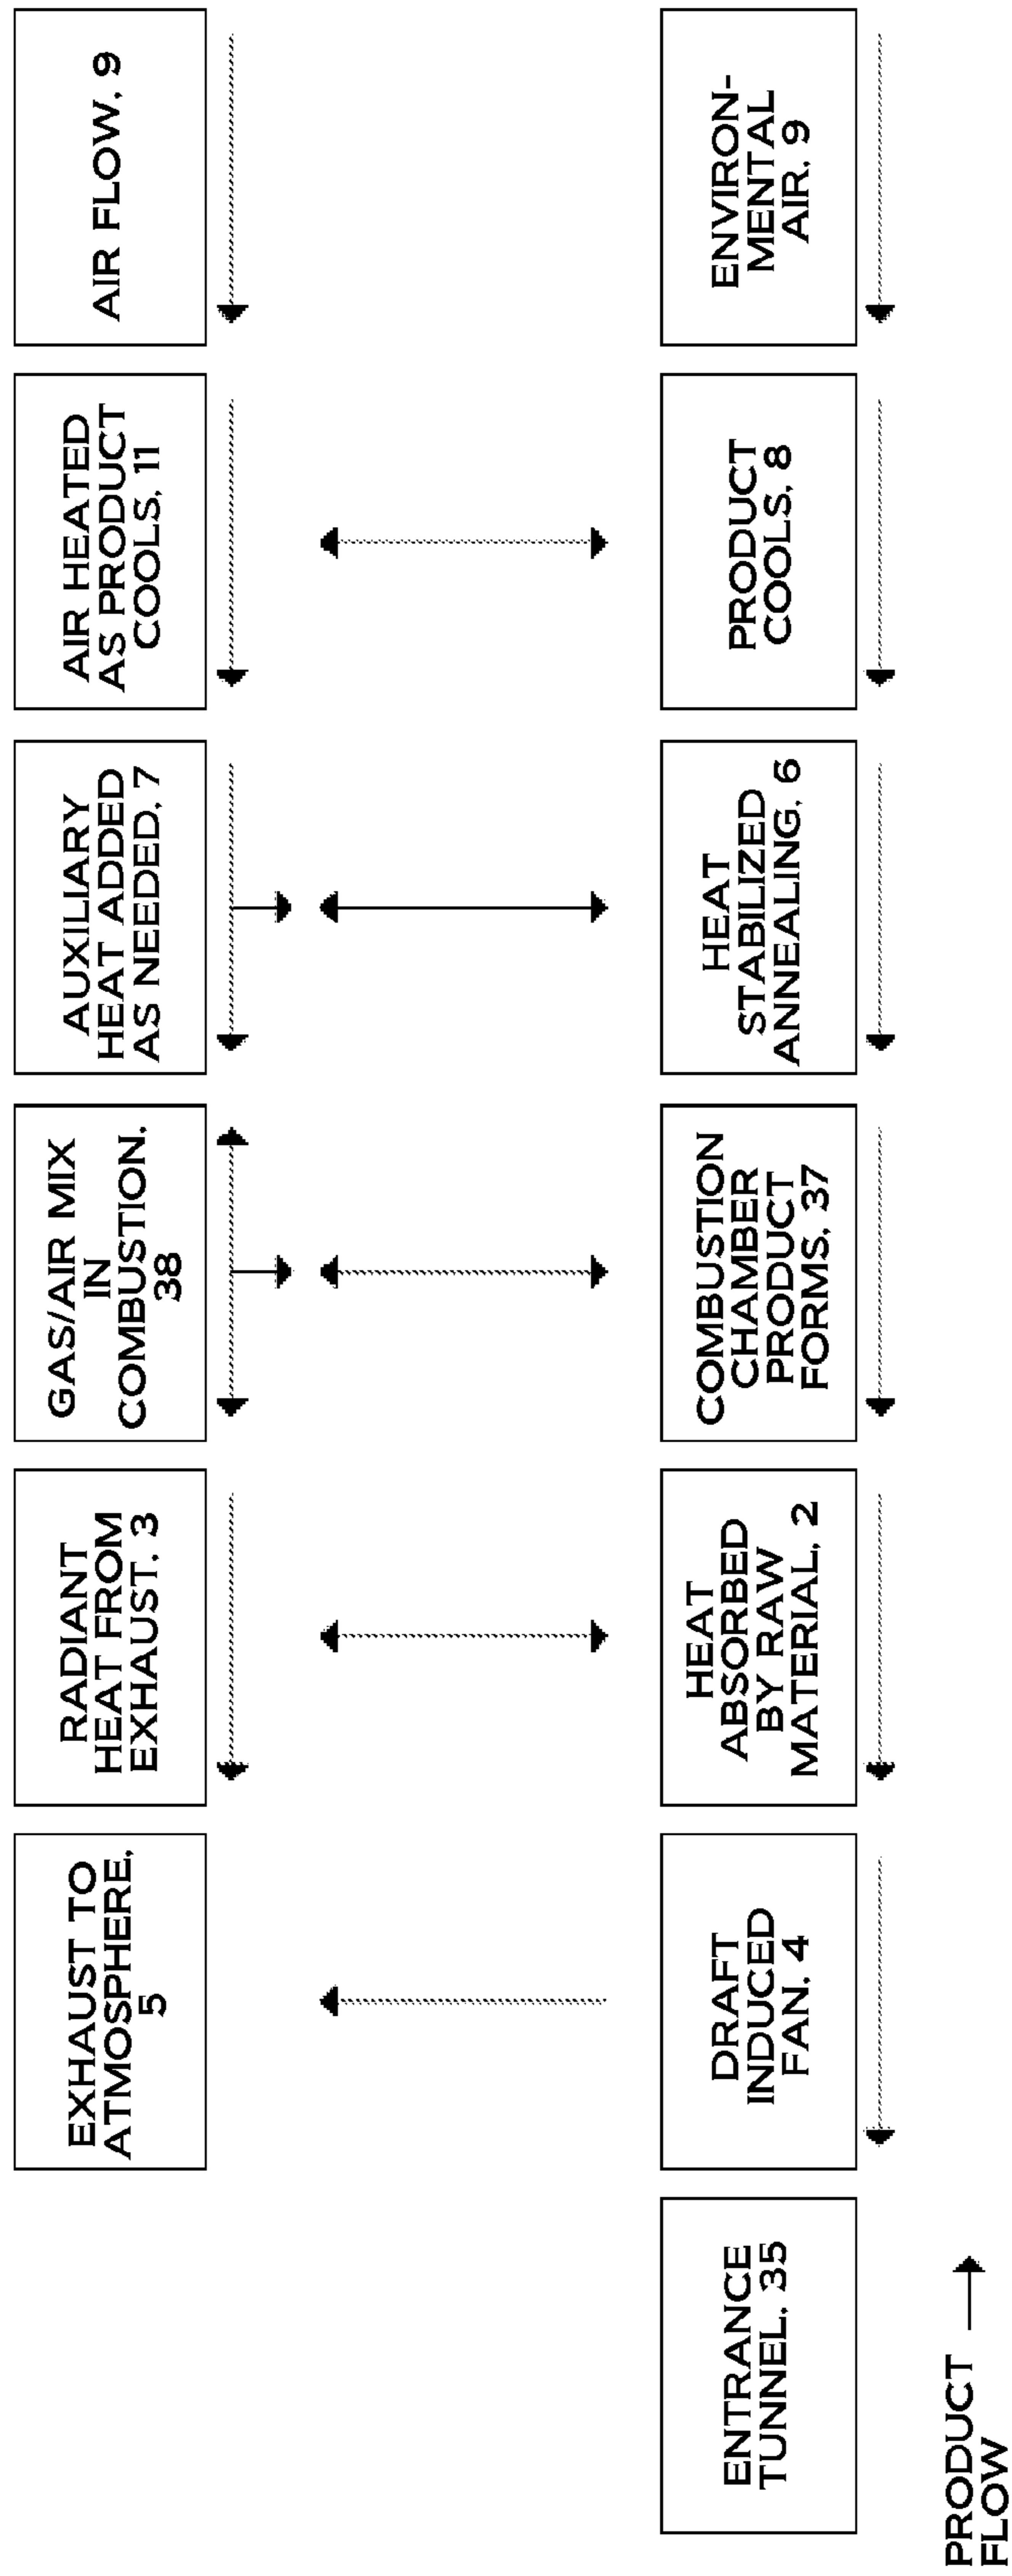 EXHAUST TO
ATMOSPHERE,
5
RADIANT
HEAT FROM
EXHAUST, 3
GAS/AIR MIX
IN
COMBUSTION,
38
AUXILIARY
HEAT ADDED
AS NEEDED, 7
AIR HEATED
AS PRODUCT
COOLS, 11
AIR FLOW, 9
ENTRANCE
TUNNEL, 35
DRAFT
INDUCED
FAN, 4
HEAT
ABSORBED
BY RAW
MATERIAL, 2
COMBUSTION
CHAMBER
PRODUCT
FORMS, 37
HEAT
STABILIZED
ANNEALING, 6
PRODUCT
COOLS, 8
ENVIRON-
MENTAL
AIR, 9
PRODUCT
FLOW